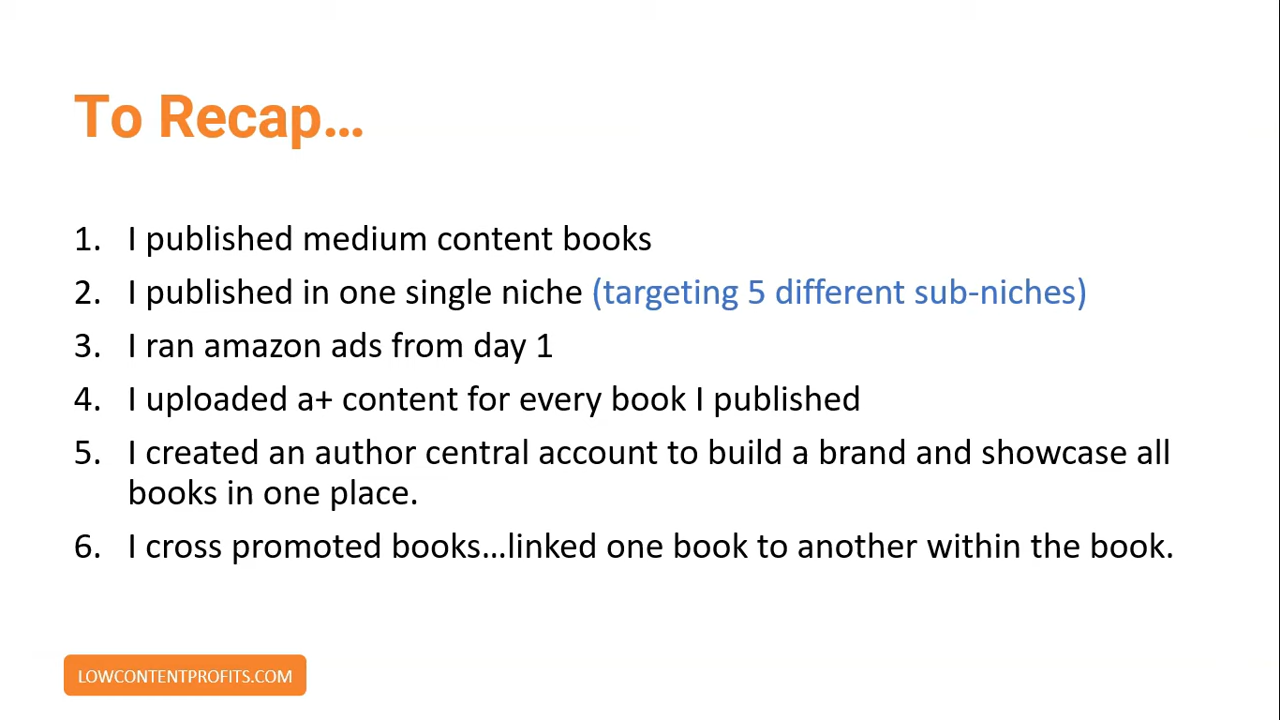 To Recap...
1. I published medium content books
2. I published in one single niche (targeting 5 different sub-niches)
3. I ran amazon ads from day 1
4. I uploaded a+ content for every book I published
5. I created an author central account to build a brand and showcase all
books in one place.
6. I cross promoted books...linked one book to another within the book.
LOWCONTENTPROFITS.COM